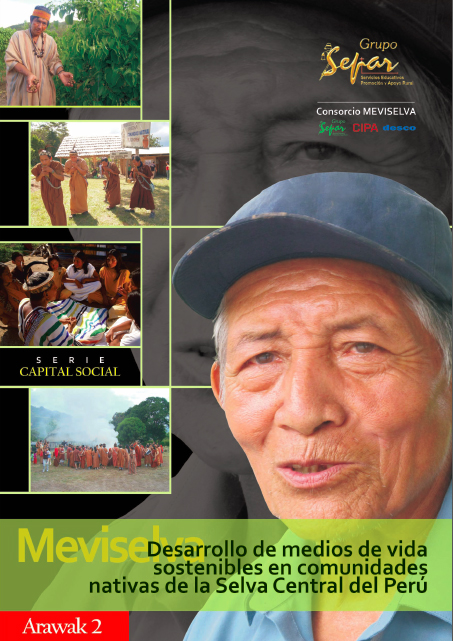 Grupo
Separ
Servicios Educativos
Promoción y Apoyo Rural
Consorcio MEVISELVA
Grupo
Separ
CIPA
desco
SERIE
CAPITAL SOCIAL
Meviselva
Desarrollo de medios de vida
sostenibles en comunidades
nativas de la Selva Central del Perú
Arawak 2